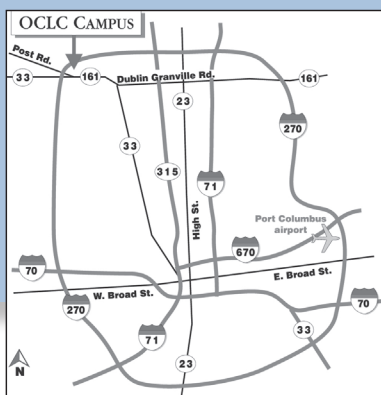 OCLC CAMPUS
Post Rd.
33
161
Dublin Granville Rd.
161
23
33
270
315
71
High St.
Port Columbus
airport
670
70
E. Broad St.
W. Broad St.
270
70
33
71
23
N